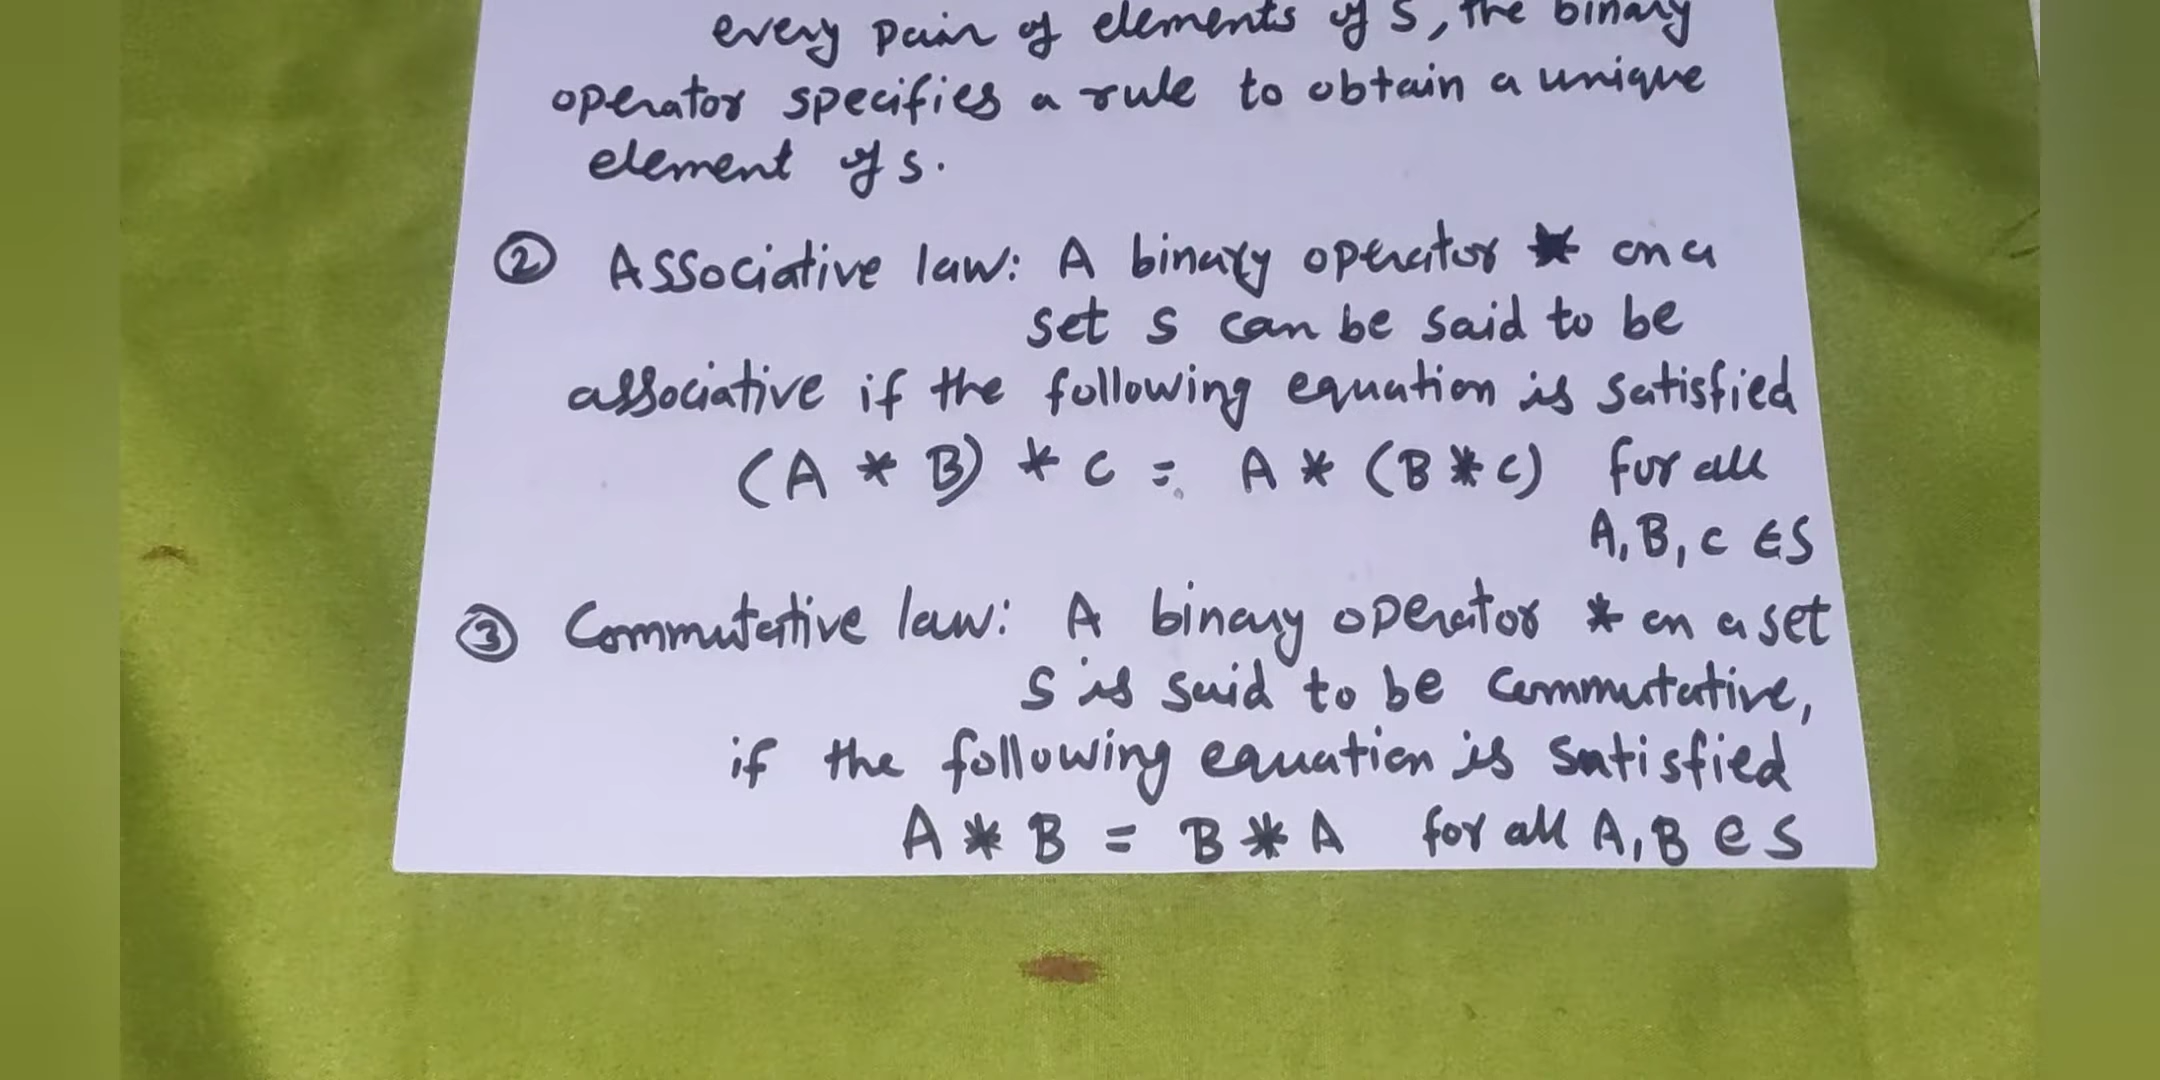 every pair of elements of S, the binary
operator specifies a rule to obtain a unique
element of s.
② Associative law: A binary operator * on a
set S can be said to be
associative if the following equation is satisfied
(A * B) * C = A * (B * C) for all
A, B, C ∈ S
③ Commutative law: A binary operator * on a set
S is said to be commutative,
if the following equation is satisfied
A * B = B * A for all A, B ∈ S